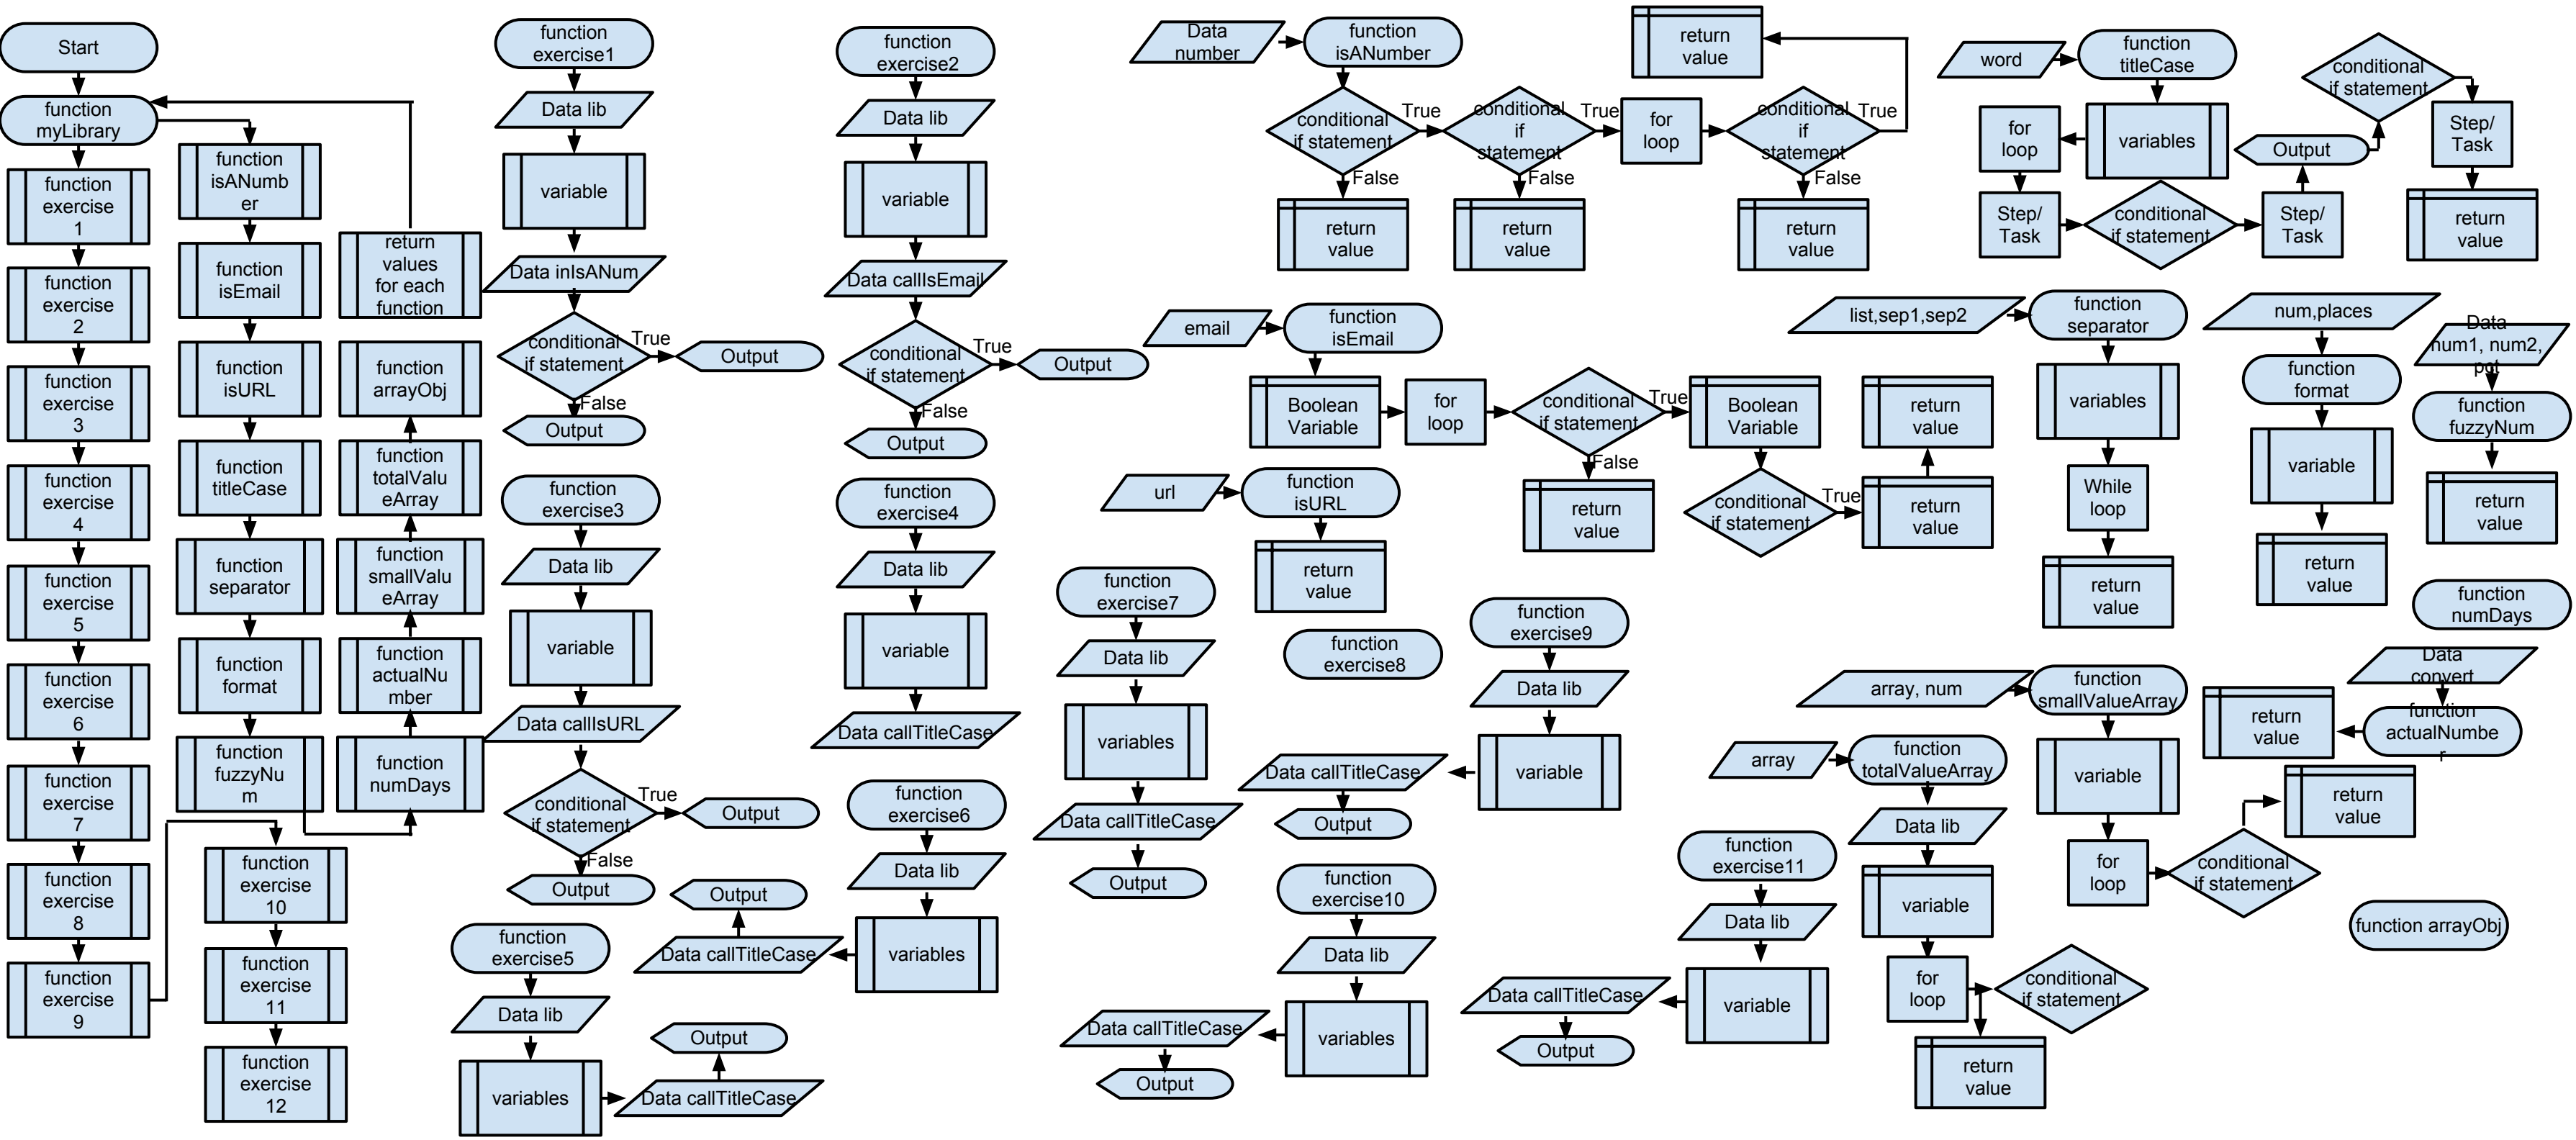 Start
function
myLibrary
function
exercise
1
function
exercise
2
function
exercise
3
function
exercise
4
function
exercise
5
function
exercise
6
function
exercise
7
function
exercise
8
function
exercise
9
function
exercise
10
function
exercise
11
function
exercise
12
function
isANumb
er
function
isEmail
function
isURL
function
titleCase
function
separator
function
format
function
fuzzyNu
m
function
numDays
function
actualNu
mber
function
smallValu
eArray
function
totalValu
eArray
function
arrayObj
return
values
for each
function
function
exercise1
Data lib
variable
Data inIsANum
conditional
if statement
True
Output
False
Output
function
exercise2
Data lib
variable
Data callIsEmail
conditional
if statement
True
Output
False
Output
function
exercise3
Data lib
variable
Data callIsURL
conditional
if statement
True
Output
False
Output
function
exercise4
Data lib
variable
Data callTitleCase
function
exercise5
Data lib
variables
Data callTitleCase
Output
function
exercise6
Data lib
variables
Data callTitleCase
Output
Data
number
function
isANumber
conditional
if statement
True
False
return
value
conditional
if
statement
True
False
return
value
for
loop
conditional
if
statement
True
False
return
value
return
value
email
function
isEmail
Boolean
Variable
for
loop
conditional
if statement
True
False
return
value
Boolean
Variable
conditional
if statement
True
return
value
return
value
url
function
isURL
return
value
function
exercise7
Data lib
variables
Data callTitleCase
Output
function
exercise8
function
exercise9
Data lib
variable
Data callTitleCase
Output
function
exercise10
Data lib
variables
Data callTitleCase
Output
function
exercise11
Data lib
variable
Data callTitleCase
Output
word
function
titleCase
variables
for
loop
Step/
Task
conditional
if statement
Step/
Task
Output
conditional
if statement
Step/
Task
return
value
list,sep1,sep2
function
separator
variables
While
loop
return
value
num,places
function
format
variable
return
value
Data
num1, num2,
pct
function
fuzzyNum
return
value
function
numDays
Data
convert
function
actualNumbe
r
return
value
array, num
function
smallValueArray
variable
for
loop
conditional
if statement
return
value
array
function
totalValueArray
Data lib
variable
for
loop
conditional
if statement
return
value
function arrayObj